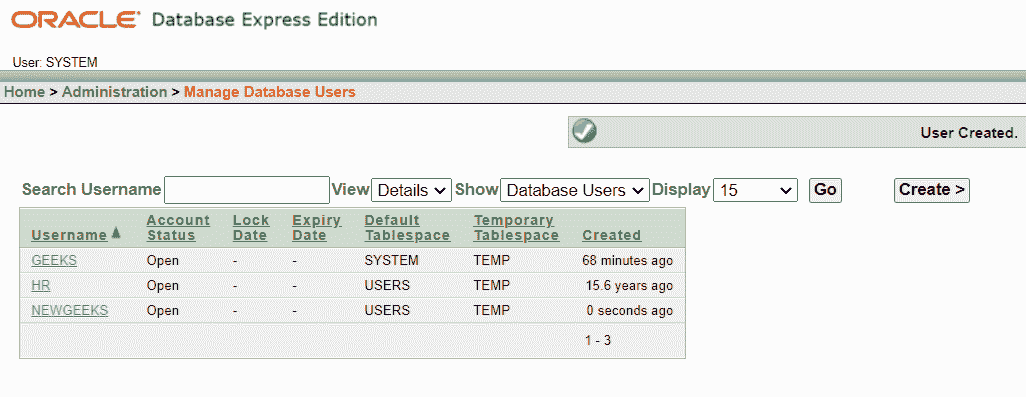 ORACLE Database Express Edition
User: SYSTEM
Home > Administration > Manage Database Users
User Created.
Search Username View Details Show Database Users Display 15 Go Create >
Username Account Status Lock Date Expiry Date Default Tablespace Temporary Tablespace Created
GEEKS Open - - SYSTEM TEMP 68 minutes ago
HR Open - - USERS TEMP 15.6 years ago
NEWGEEKS Open - - USERS TEMP 0 seconds ago
1 - 3